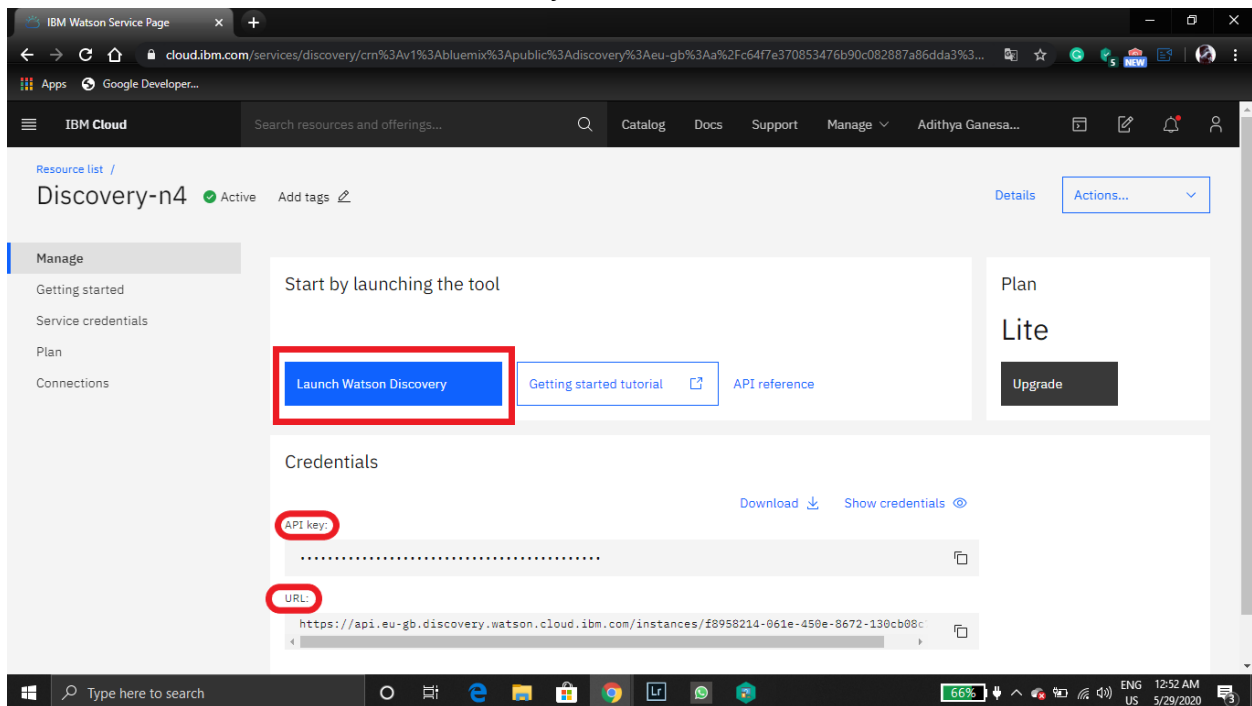 IBM Watson Service Page
cloud.ibm.com/services/discovery/crn%3Av1%3Abluemix%3Apublic%3Adiscovery%3Aeu-gb%3Aa%2Fc64f7e370853476b90c082887a86dda3%3...
5
NEW
Apps Google Developer...
IBM Cloud Search resources and offerings... Catalog Docs Support Manage Adithya Ganesa...
Resource list /
Discovery-n4 Active Add tags Details Actions...
Manage
Getting started
Service credentials
Plan
Connections
Start by launching the tool
Launch Watson Discovery Getting started tutorial API reference
Plan
Lite
Upgrade
Credentials
Download Show credentials
API key:
............................................
URL:
https://api.eu-gb.discovery.watson.cloud.ibm.com/instances/f8958214-061e-450e-8672-130cb08c
Type here to search
Lr
66%
ENG
US
12:52 AM
5/29/2020
3